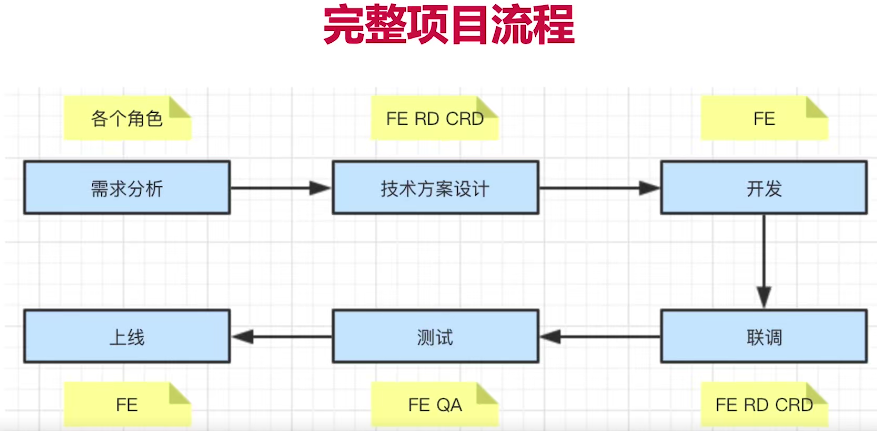 完整项目流程
各个角色
FE RD CRD
FE
需求分析
技术方案设计
开发
上线
测试
联调
FE
FE QA
FE RD CRD